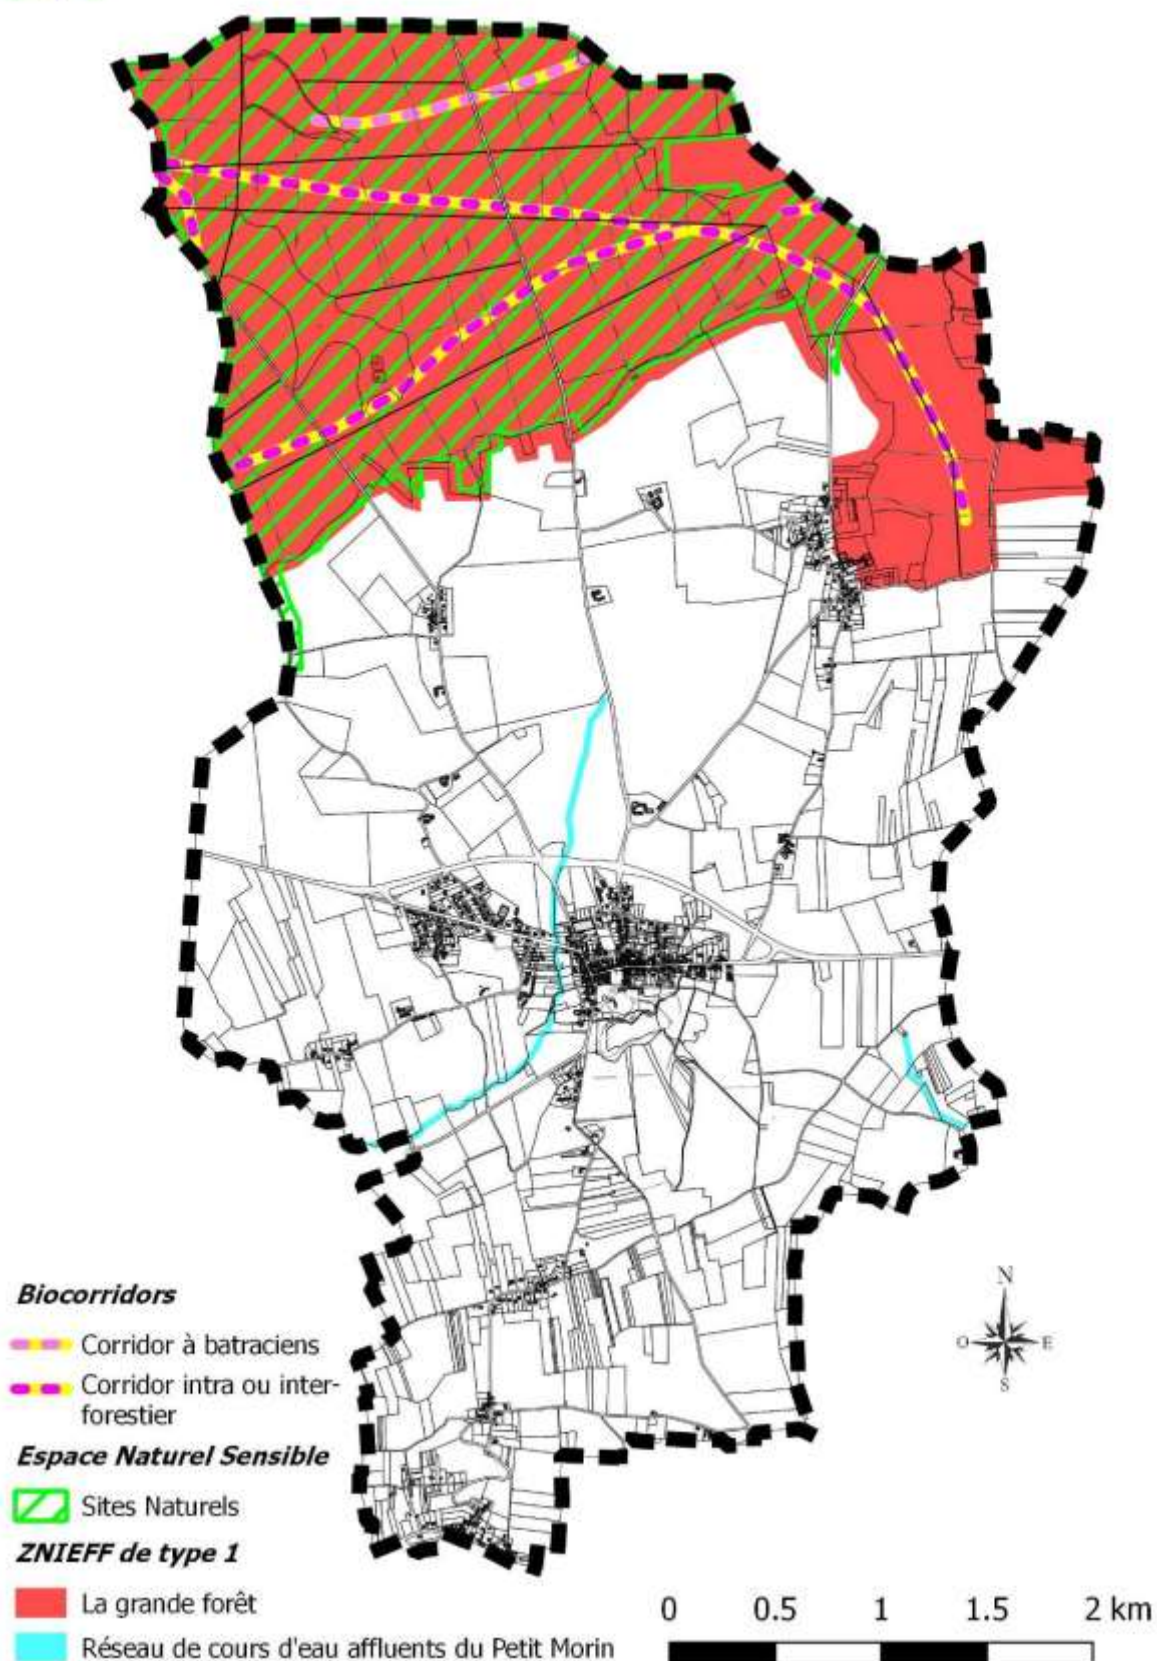 Biocorridors
Corridor à batraciens
Corridor intra ou inter-
forestier
Espace Naturel Sensible
Sites Naturels
ZNIEFF de type 1
La grande forêt
Réseau de cours d'eau affluents du Petit Morin
N
O E
S
0 0.5 1 1.5 2 km